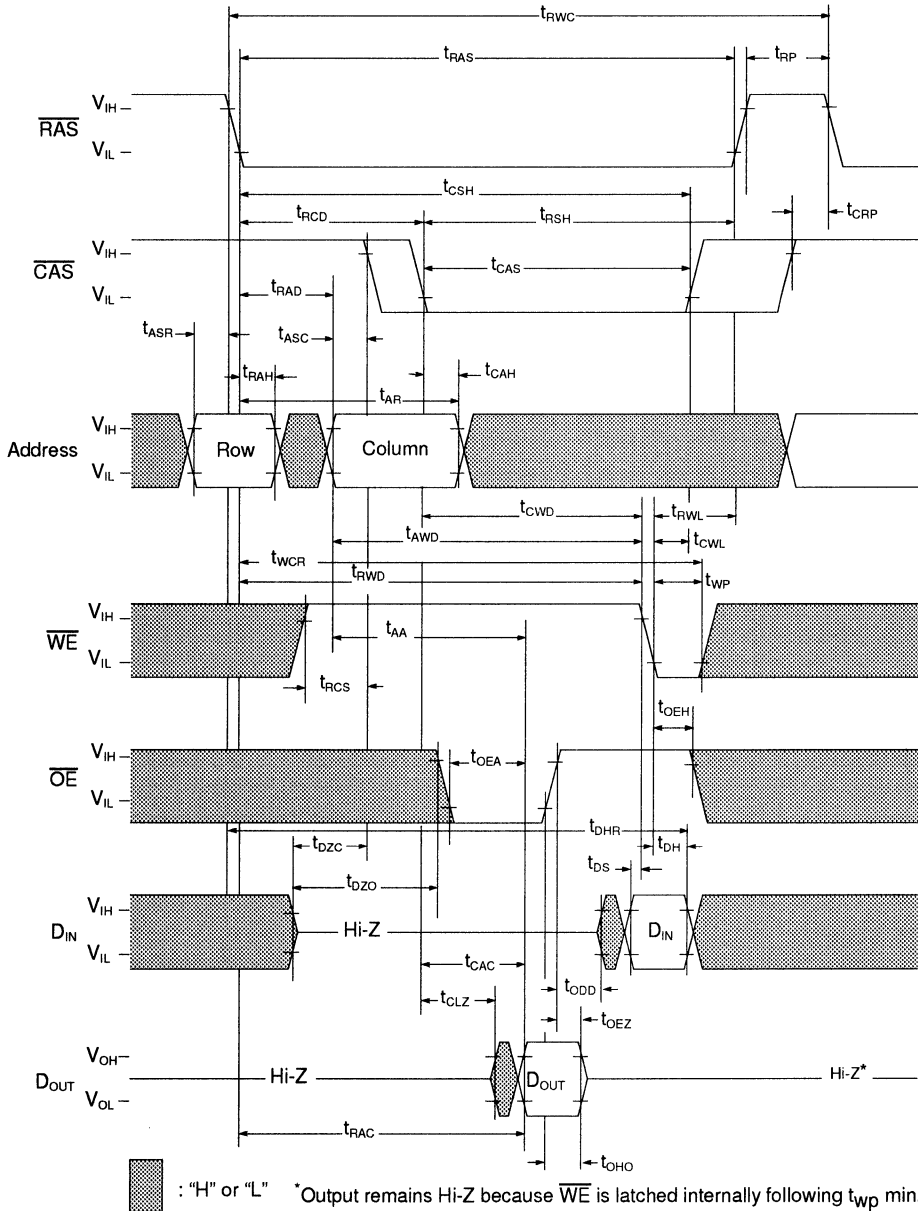 tRWC
tRAS
tRP
RAS
VIH
VIL
tCSH
tRCD
tRSH
tCRP
CAS
VIH
VIL
tCAS
tRAD
tASR
tASC
tRAH
tCAH
tAR
Address
VIH
VIL
Row
Column
tCWD
tRWL
tAWD
tCWL
tWCR
tRWD
tWP
WE
VIH
VIL
tAA
tRCS
tOEH
OE
VIH
VIL
tOEA
tDHR
tDZC
tDH
tDS
tDZO
DIN
VIH
VIL
Hi-Z
DIN
tCAC
tODD
tCLZ
tOEZ
DOUT
VOH
VOL
Hi-Z
DOUT
Hi-Z*
tRAC
tOHO
: “H” or “L”
*Output remains Hi-Z because WE is latched internally following twp min.